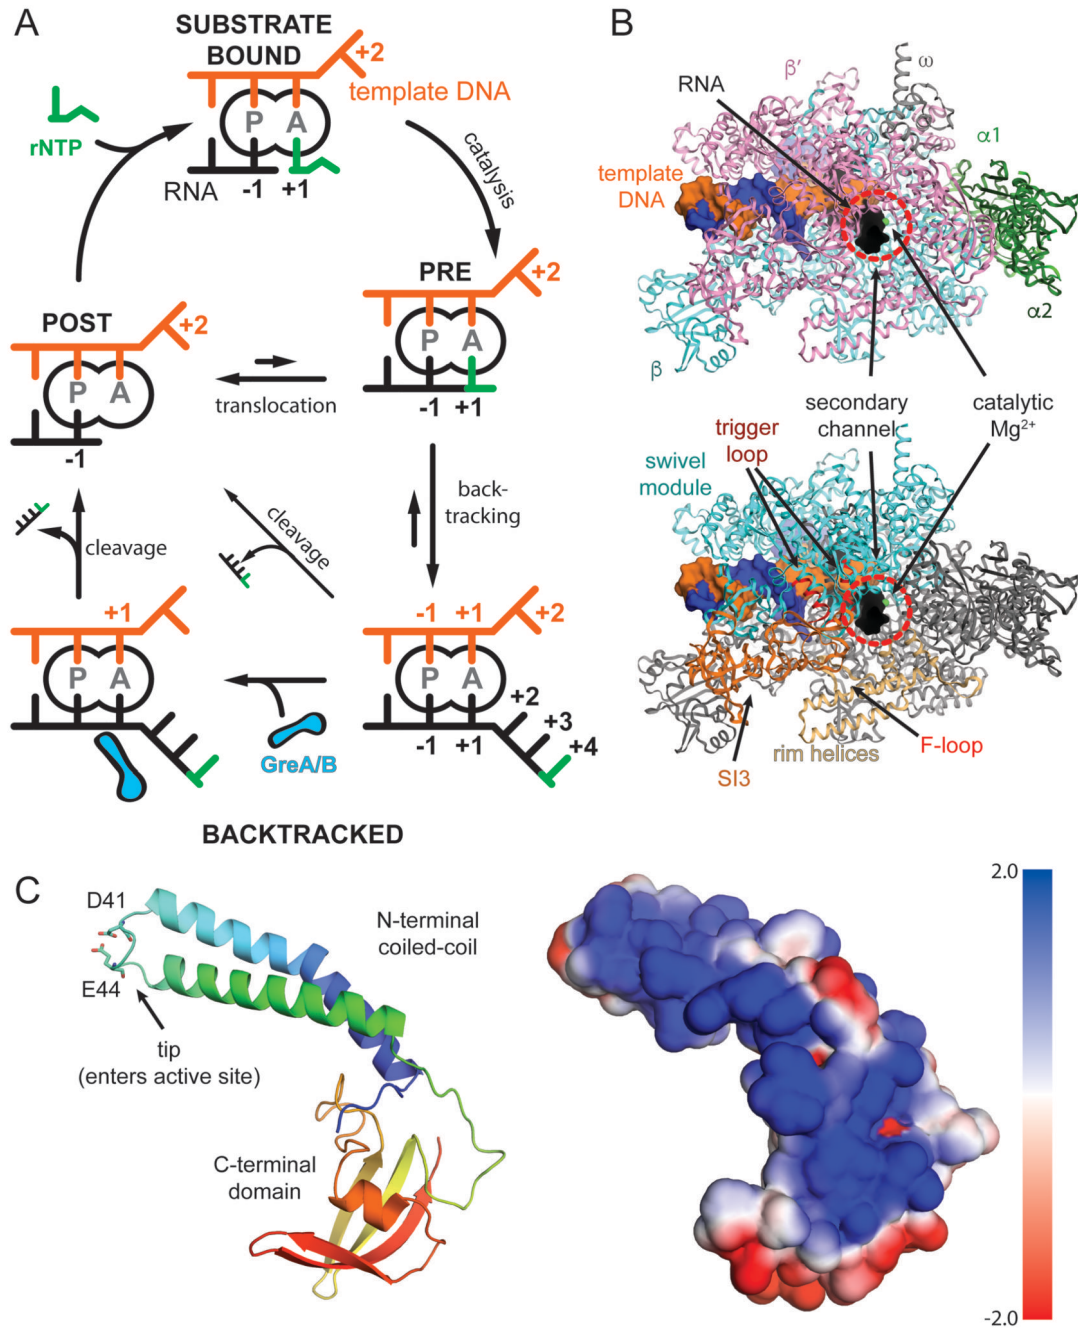 A
SUBSTRATE
BOUND
+2
template DNA
rNTP
P A
RNA
-1 +1
catalysis
PRE
+2
P A
-1 +1
POST
+2
P A
-1
translocation
back-
tracking
cleavage
cleavage
+1
P A
GreA/B
-1 +1 +2
P A
-1 +1 +2 +3 +4
BACKTRACKED
B
RNA
β′
ω
α1
template
DNA
α2
β
secondary
channel
catalytic
Mg2+
trigger
loop
swivel
module
SI3
rim helices
F-loop
C
D41
E44
tip
(enters active site)
N-terminal
coiled-coil
C-terminal
domain
2.0
-2.0